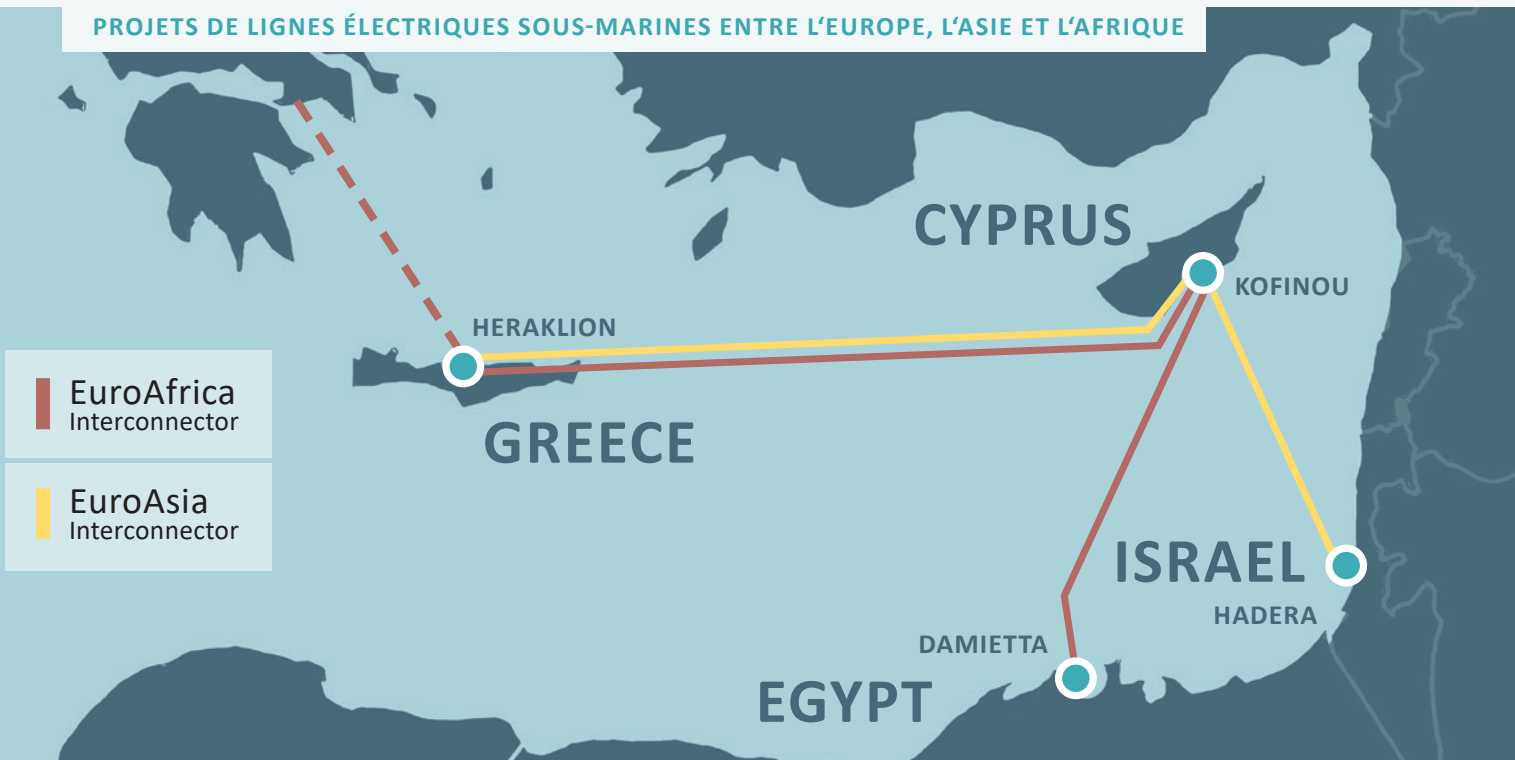 PROJETS DE LIGNES ÉLECTRIQUES SOUS-MARINES ENTRE L‘EUROPE, L‘ASIE ET L‘AFRIQUE
CYPRUS
KOFINOU
HERAKLION
GREECE
EuroAfrica
Interconnector
EuroAsia
Interconnector
ISRAEL
HADERA
DAMIETTA
EGYPT